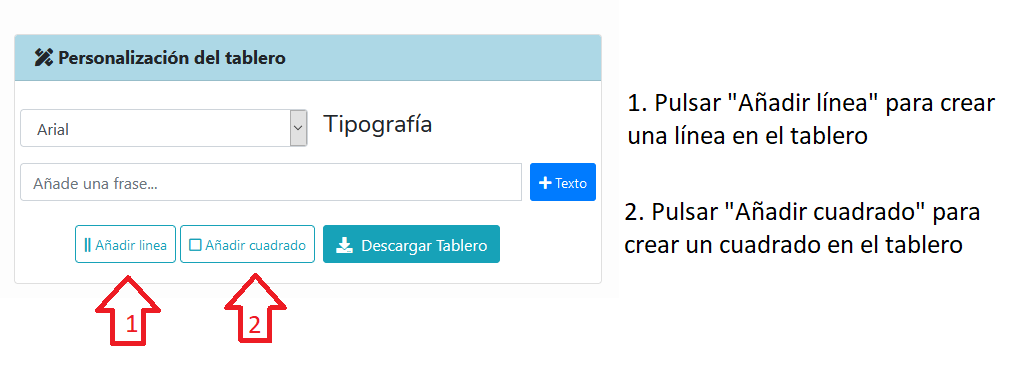 Personalización del tablero
Arial
Tipografía
Añade una frase...
Texto
Añadir linea
Añadir cuadrado
Descargar Tablero
1
2
1. Pulsar "Añadir línea" para crear
una línea en el tablero
2. Pulsar "Añadir cuadrado" para
crear un cuadrado en el tablero